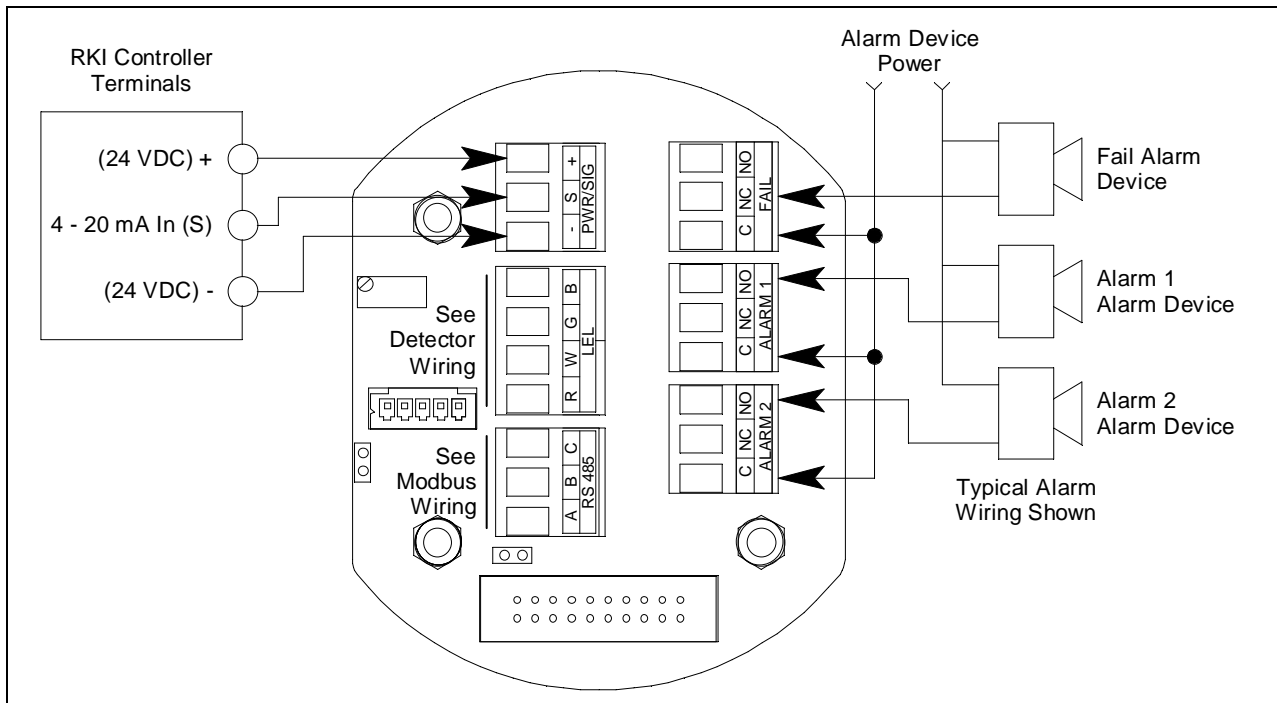 RKI Controller
Terminals
(24 VDC) +
4 - 20 mA In (S)
(24 VDC) -
- S +
PWR/SIG
See
Detector
Wiring
R W G B
LEL
See
Modbus
Wiring
A B C
RS 485
Alarm Device
Power
C NC NO
FAIL
C NC NO
ALARM 1
C NC NO
ALARM 2
Fail Alarm
Device
Alarm 1
Alarm Device
Alarm 2
Alarm Device
Typical Alarm
Wiring Shown